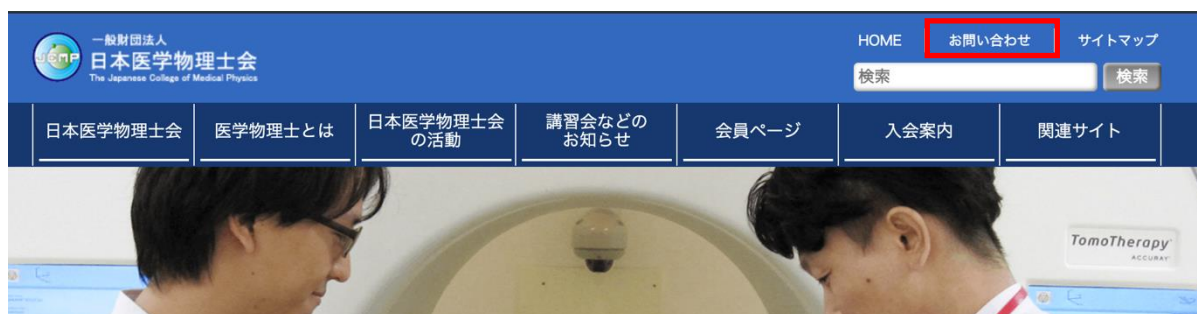 一般財団法人
日本医学物理士会
The Japanese College of Medical Physics
JCMP
HOME お問い合わせ サイトマップ
検索 検索
日本医学物理士会 医学物理士とは 日本医学物理士会の活動 講習会などのお知らせ 会員ページ 入会案内 関連サイト
TomoTherapy
ACCURAY